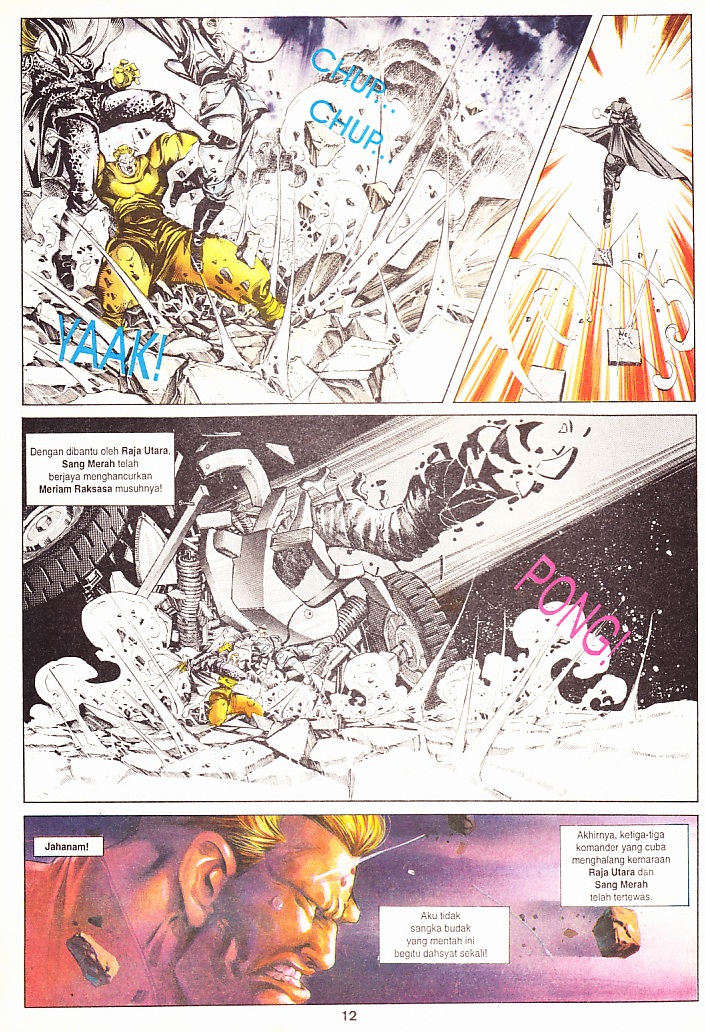 CHUP..
CHUP..
YAAK!
Dengan dibantu oleh Raja Utara,
Sang Merah telah
berjaya menghancurkan
Meriam Raksasa musuhnya!
PONG!
Jahanam!
Akhirnya, ketiga-tiga
komander yang cuba
menghalang kemaraan
Raja Utara dan
Sang Merah
telah tertewas.
Aku tidak
sangka budak
yang mentah ini
begitu dahsyat sekali!
12